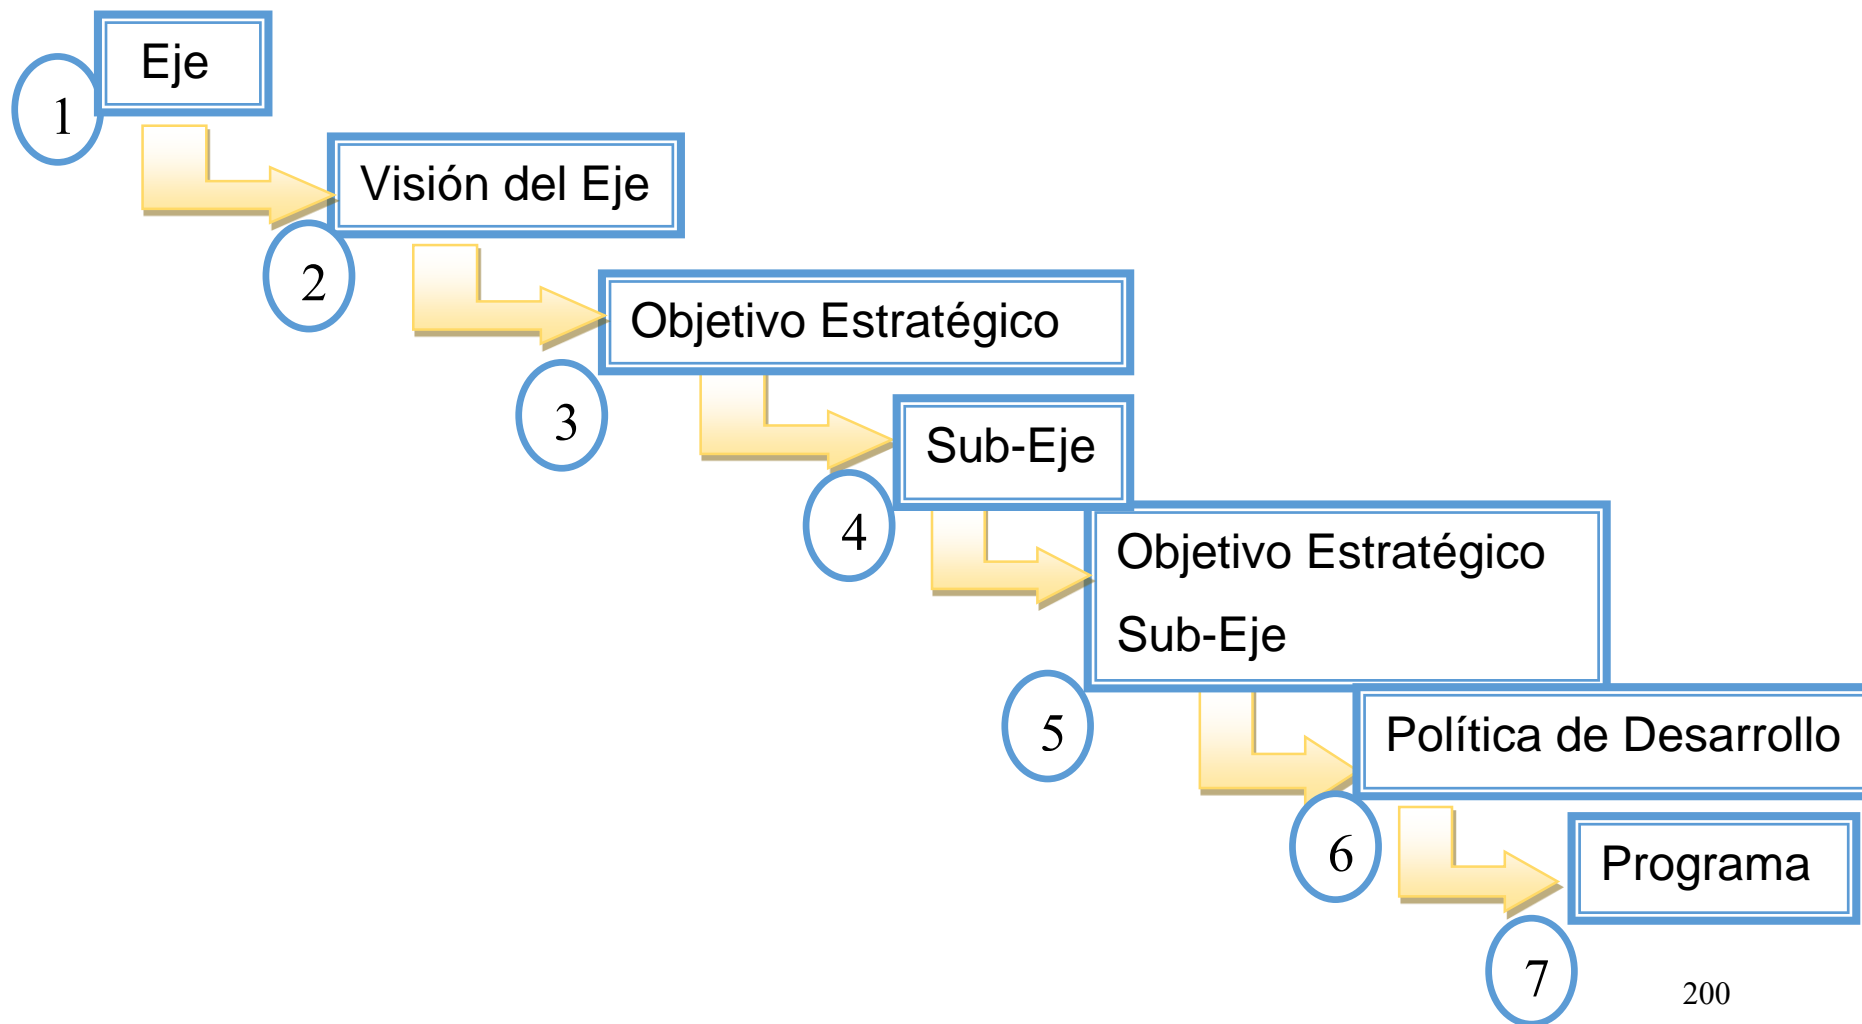 Eje
1
Visión del Eje
2
Objetivo Estratégico
3
Sub-Eje
4
Objetivo Estratégico
Sub-Eje
5
Política de Desarrollo
6
Programa
7
200